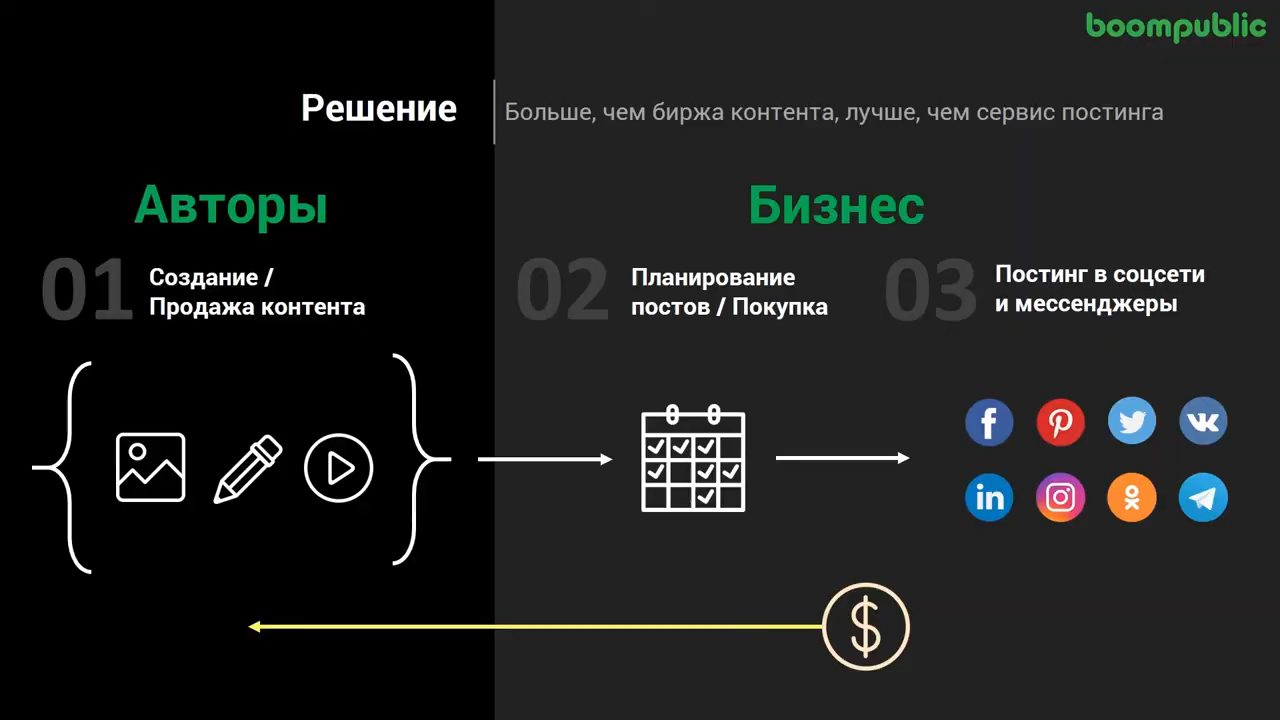 boompublic
Решение
Больше, чем биржа контента, лучше, чем сервис постинга
Авторы
Бизнес
01
Создание /
Продажа контента
02
Планирование
постов / Покупка
03
Постинг в соцсети
и мессенджеры